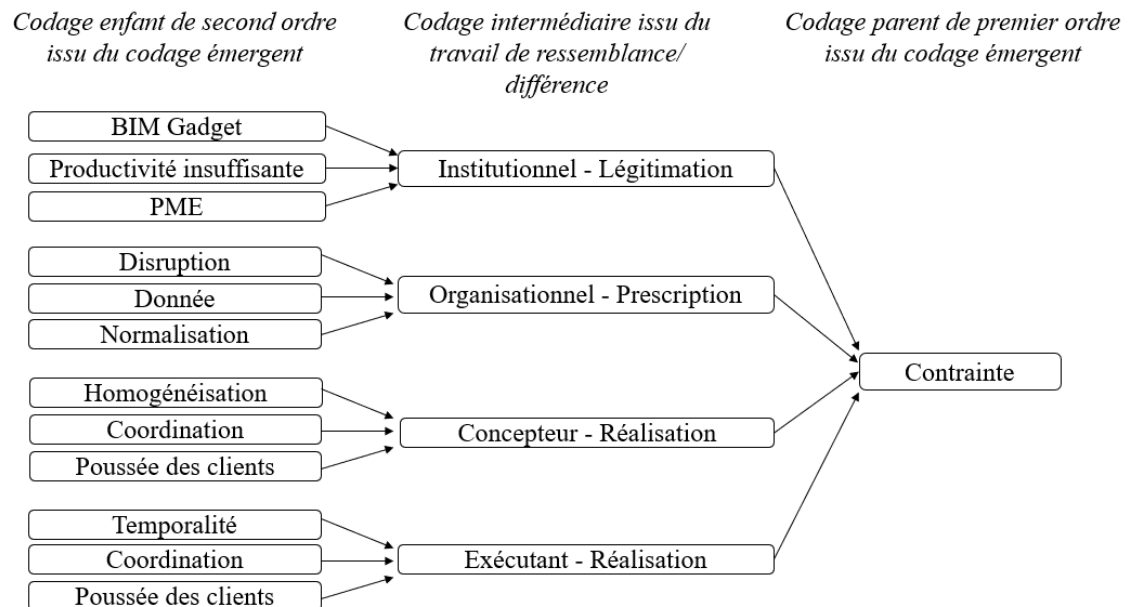 Codage enfant de second ordre
issu du codage émergent
Codage intermédiaire issu du
travail de ressemblance/
différence
Codage parent de premier ordre
issu du codage émergent
BIM Gadget
Productivité insuffisante
PME
Institutionnel - Légitimation
Disruption
Donnée
Normalisation
Organisationnel - Prescription
Homogénéisation
Coordination
Poussée des clients
Concepteur - Réalisation
Temporalité
Coordination
Poussée des clients
Exécutant - Réalisation
Contrainte